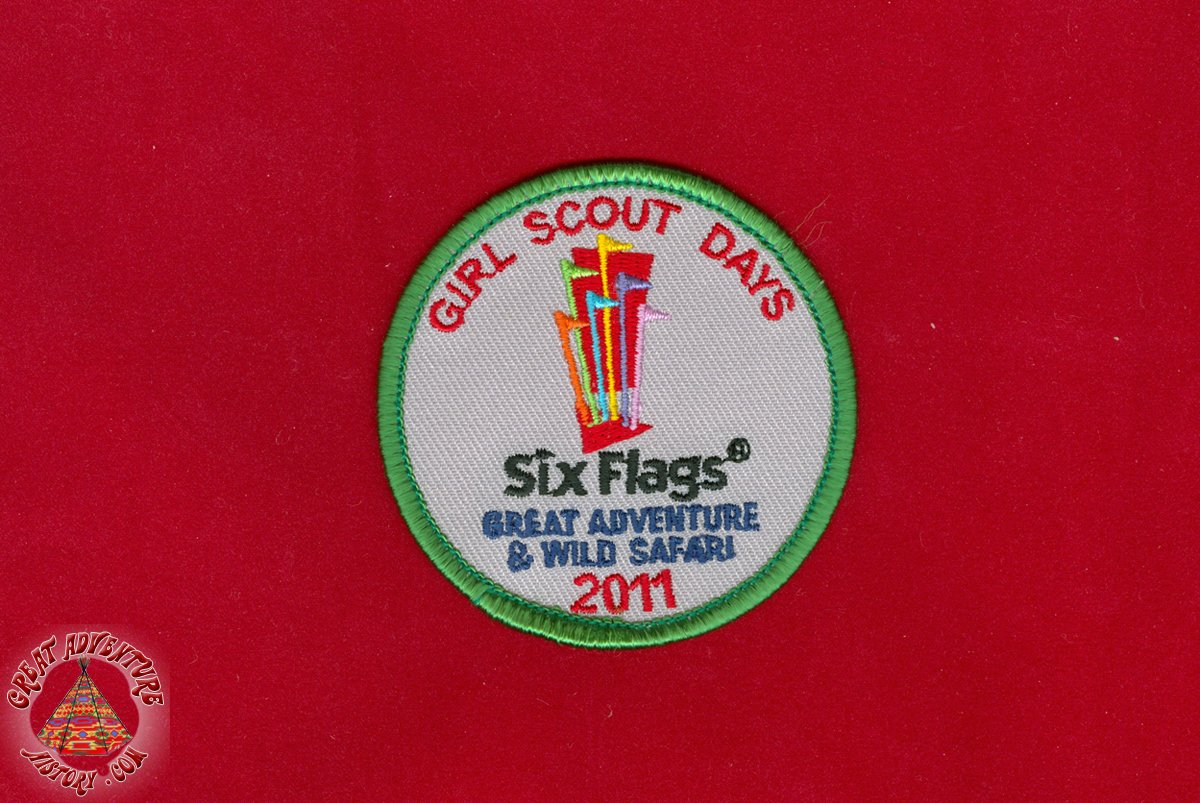 GIRL SCOUT DAYS
Six Flags®
GREAT ADVENTURE
& WILD SAFARI
2011
GREAT ADVENTURE
HISTORY.COM